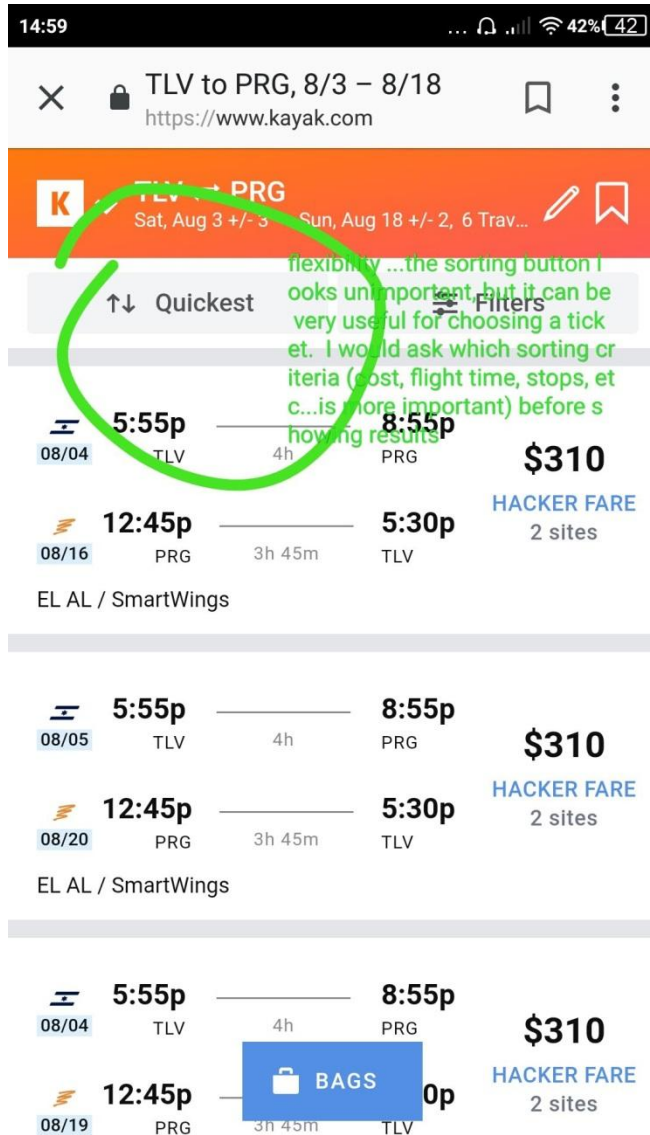 14:59 ... 42% 42
TLV to PRG, 8/3 – 8/18
https://www.kayak.com
K TLV PRG
Sat, Aug 3 +/- 3 Sun, Aug 18 +/- 2, 6 Trav...
↑↓ Quickest Filters
flexibility ...the sorting button l
ooks unimportant, but it can be
very useful for choosing a tick
et. I would ask which sorting cr
iteria (cost, flight time, stops, et
c...is more important) before s
howing results
5:55p 8:55p
08/04 TLV 4h PRG
$310
HACKER FARE
2 sites
12:45p 5:30p
08/16 PRG 3h 45m TLV
EL AL / SmartWings
5:55p 8:55p
08/05 TLV 4h PRG
$310
HACKER FARE
2 sites
12:45p 5:30p
08/20 PRG 3h 45m TLV
EL AL / SmartWings
5:55p 8:55p
08/04 TLV 4h PRG
$310
HACKER FARE
2 sites
12:45p 0p
08/19 PRG 3h 45m TLV
BAGS